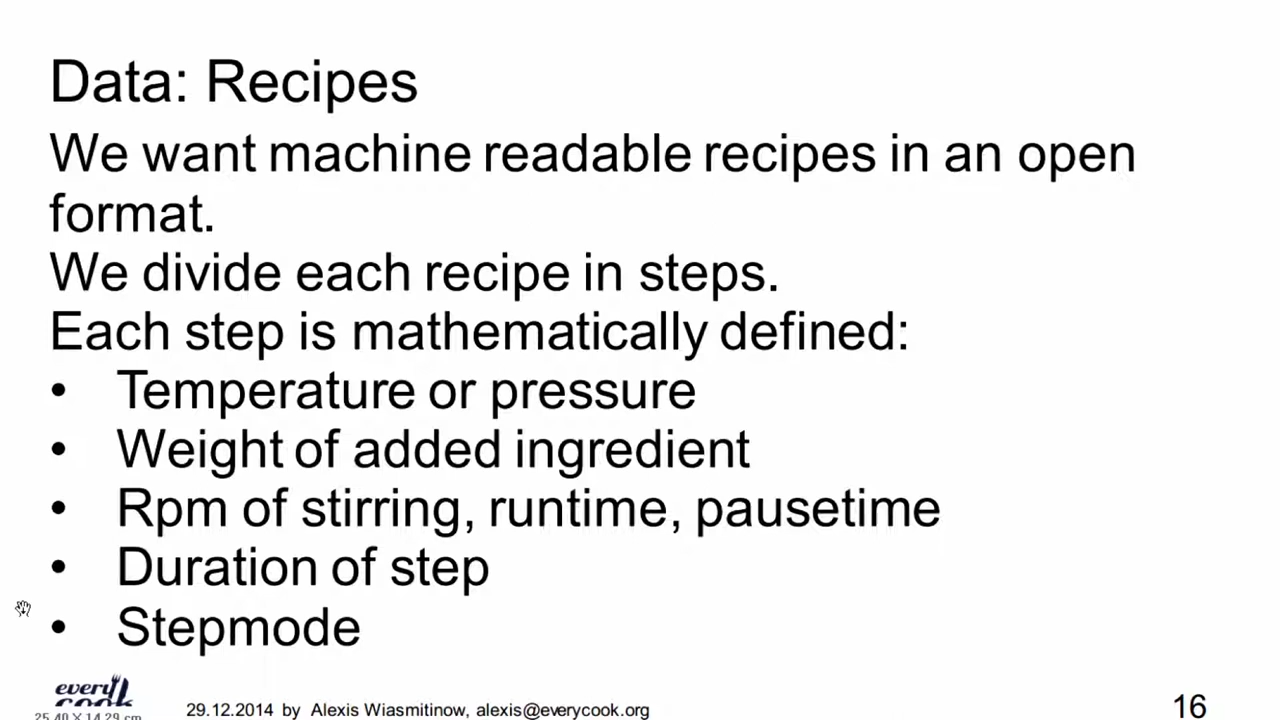 Data: Recipes
We want machine readable recipes in an open
format.
We divide each recipe in steps.
Each step is mathematically defined:
• Temperature or pressure
• Weight of added ingredient
• Rpm of stirring, runtime, pausetime
• Duration of step
• Stepmode
every
cook
25,40 X 14,29 cm
29.12.2014 by Alexis Wiasmitinow, alexis@everycook.org
16